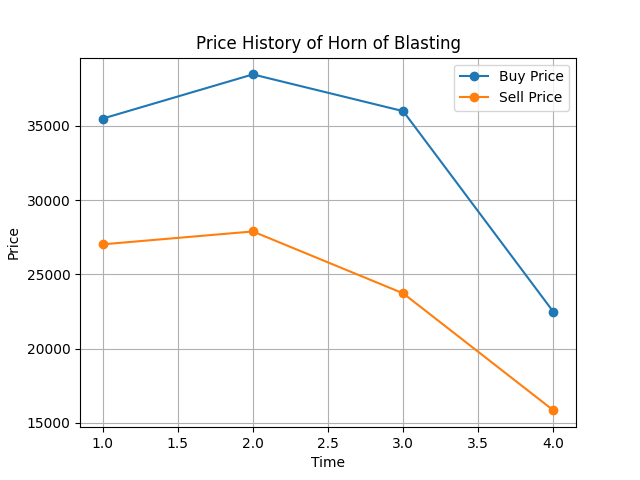 Price History of Horn of Blasting
Buy Price
Sell Price
35000
30000
25000
20000
15000
Price
1.0 1.5 2.0 2.5 3.0 3.5 4.0
Time